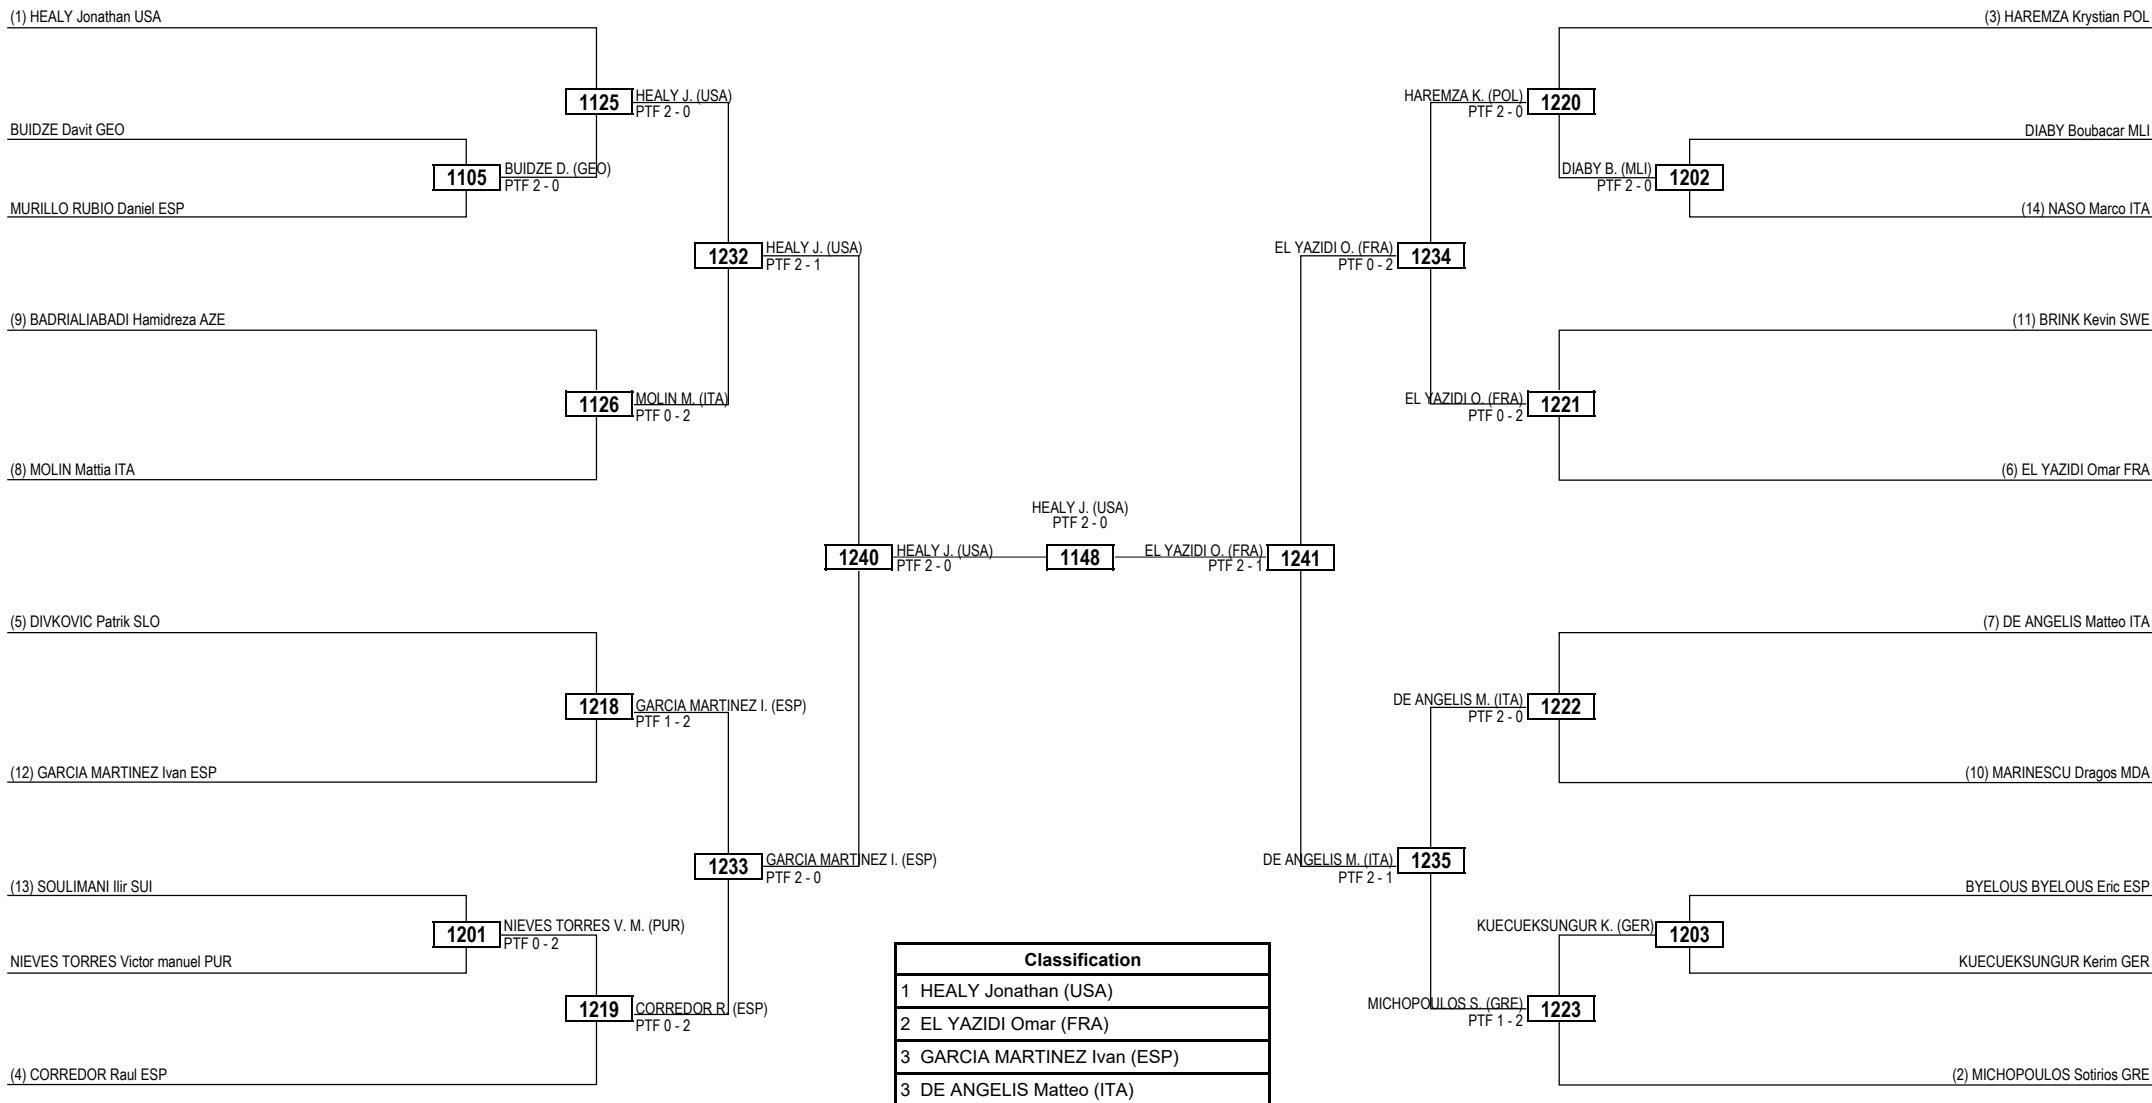 (1) HEALY Jonathan USA
(3) HAREMZA Krystian POL
1125
HEALY J. (USA)
PTF 2 - 0
HAREMZA K. (POL)
PTF 2 - 0
1220
BUIDZE Davit GEO
DIABY Boubacar MLI
1105
BUIDZE D. (GEO)
PTF 2 - 0
DIABY B. (MLI)
PTF 2 - 0
1202
MURILLO RUBIO Daniel ESP
(14) NASO Marco ITA
1232
HEALY J. (USA)
PTF 2 - 1
EL YAZIDI O. (FRA)
PTF 0 - 2
1234
(9) BADRIALIABADI Hamidreza AZE
(11) BRINK Kevin SWE
1126
MOLIN M. (ITA)
PTF 0 - 2
EL YAZIDI O. (FRA)
PTF 0 - 2
1221
(8) MOLIN Mattia ITA
(6) EL YAZIDI Omar FRA
HEALY J. (USA)
PTF 2 - 0
1240
HEALY J. (USA)
PTF 2 - 0
1148
EL YAZIDI O. (FRA)
PTF 2 - 1
1241
(5) DIVKOVIC Patrik SLO
(7) DE ANGELIS Matteo ITA
1218
GARCIA MARTINEZ I. (ESP)
PTF 1 - 2
DE ANGELIS M. (ITA)
PTF 2 - 0
1222
(12) GARCIA MARTINEZ Ivan ESP
(10) MARINESCU Dragos MDA
1233
GARCIA MARTINEZ I. (ESP)
PTF 2 - 0
DE ANGELIS M. (ITA)
PTF 2 - 1
1235
(13) SOULIMANI Ilir SUI
BYELOUS BYELOUS Eric ESP
1201
NIEVES TORRES V. M. (PUR)
PTF 0 - 2
KUECUEKSUNGUR K. (GER)
1203
NIEVES TORRES Victor manuel PUR
KUECUEKSUNGUR Kerim GER
1219
CORREDOR R. (ESP)
PTF 0 - 2
MICHOPOULOS S. (GRE)
PTF 1 - 2
1223
(4) CORREDOR Raul ESP
(2) MICHOPOULOS Sotirios GRE
Classification
1 HEALY Jonathan (USA)
2 EL YAZIDI Omar (FRA)
3 GARCIA MARTINEZ Ivan (ESP)
3 DE ANGELIS Matteo (ITA)